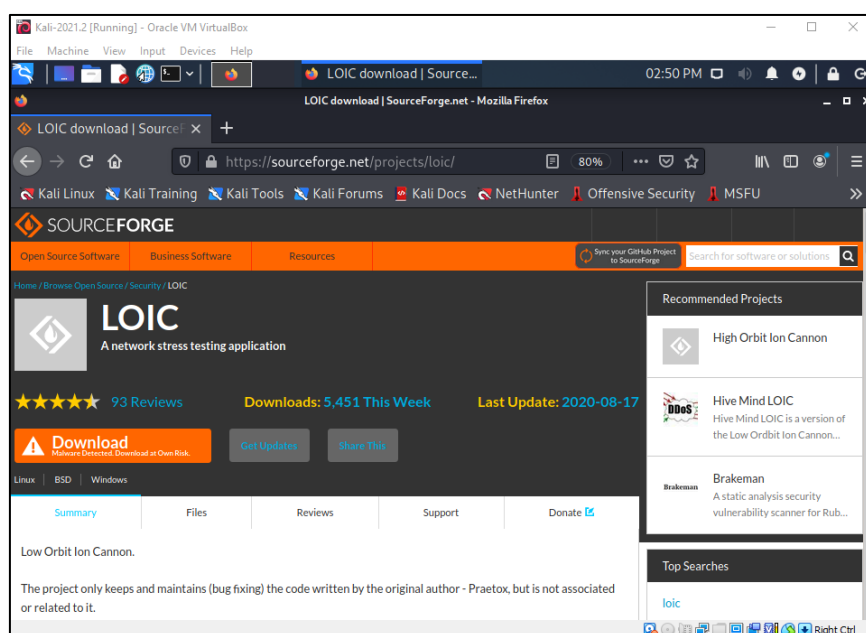 Kali-2021.2 [Running] - Oracle VM VirtualBox
File Machine View Input Devices Help
LOIC download | Source... 02:50 PM
LOIC download | SourceForge.net - Mozilla Firefox
LOIC download | SourceF
https://sourceforge.net/projects/loic/ 80%
Kali Linux Kali Training Kali Tools Kali Forums Kali Docs NetHunter Offensive Security MSFU
SOURCEFORGE
Open Source Software Business Software Resources
Sync your GitHub Project
to SourceForge
Search for software or solutions
Home / Browse Open Source / Security / LOIC
LOIC
A network stress testing application
93 Reviews Downloads: 5,451 This Week Last Update: 2020-08-17
Download
Malware Detected. Download at Own Risk.
Get Updates Share This
Linux BSD Windows
Summary Files Reviews Support Donate
Low Orbit Ion Cannon.
The project only keeps and maintains (bug fixing) the code written by the original author - Praetox, but is not associated
or related to it.
Recommended Projects
High Orbit Ion Cannon
DDoS
Hive Mind LOIC
Hive Mind LOIC is a version of
the Low Ordbit Ion Cannon...
Brakeman
Brakeman
A static analysis security
vulnerability scanner for Rub...
Top Searches
loic
Right Ctrl